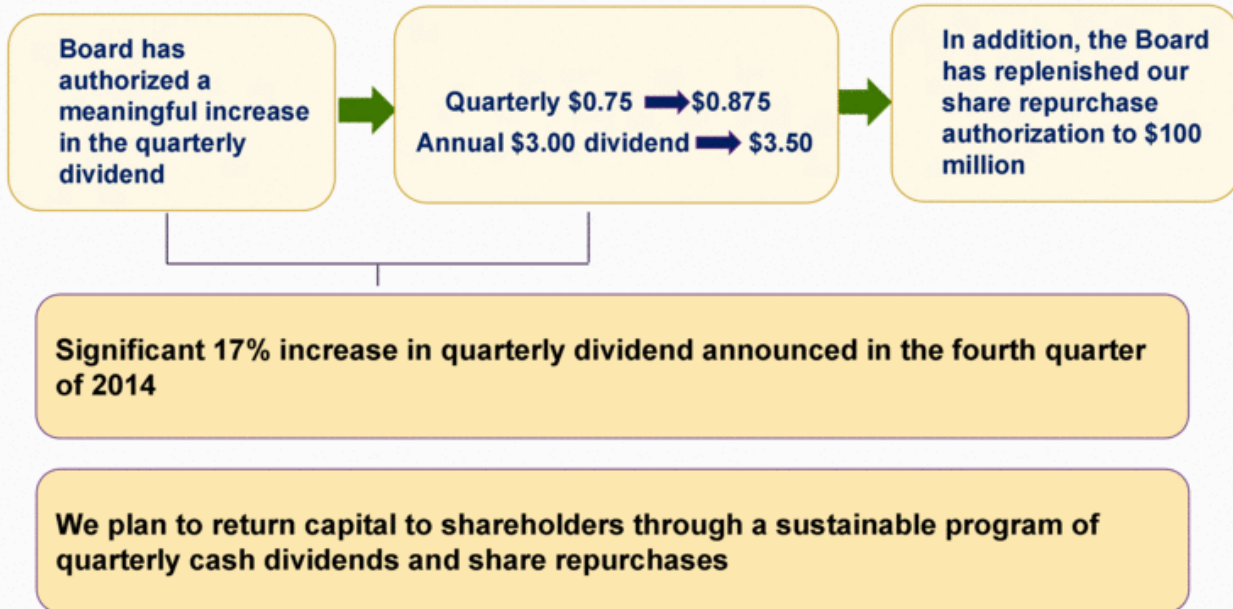 Board has
authorized a
meaningful increase
in the quarterly
dividend
Quarterly $0.75 $0.875
Annual $3.00 dividend $3.50
In addition, the Board
has replenished our
share repurchase
authorization to $100
million
Significant 17% increase in quarterly dividend announced in the fourth quarter
of 2014
We plan to return capital to shareholders through a sustainable program of
quarterly cash dividends and share repurchases